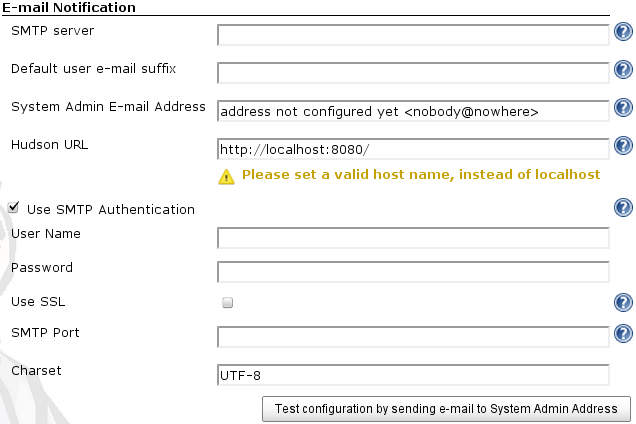 E-mail Notification
SMTP server
Default user e-mail suffix
System Admin E-mail Address address not configured yet <nobody@nowhere>
Hudson URL http://localhost:8080/
Please set a valid host name, instead of localhost
Use SMTP Authentication
User Name
Password
Use SSL
SMTP Port
Charset UTF-8
Test configuration by sending e-mail to System Admin Address